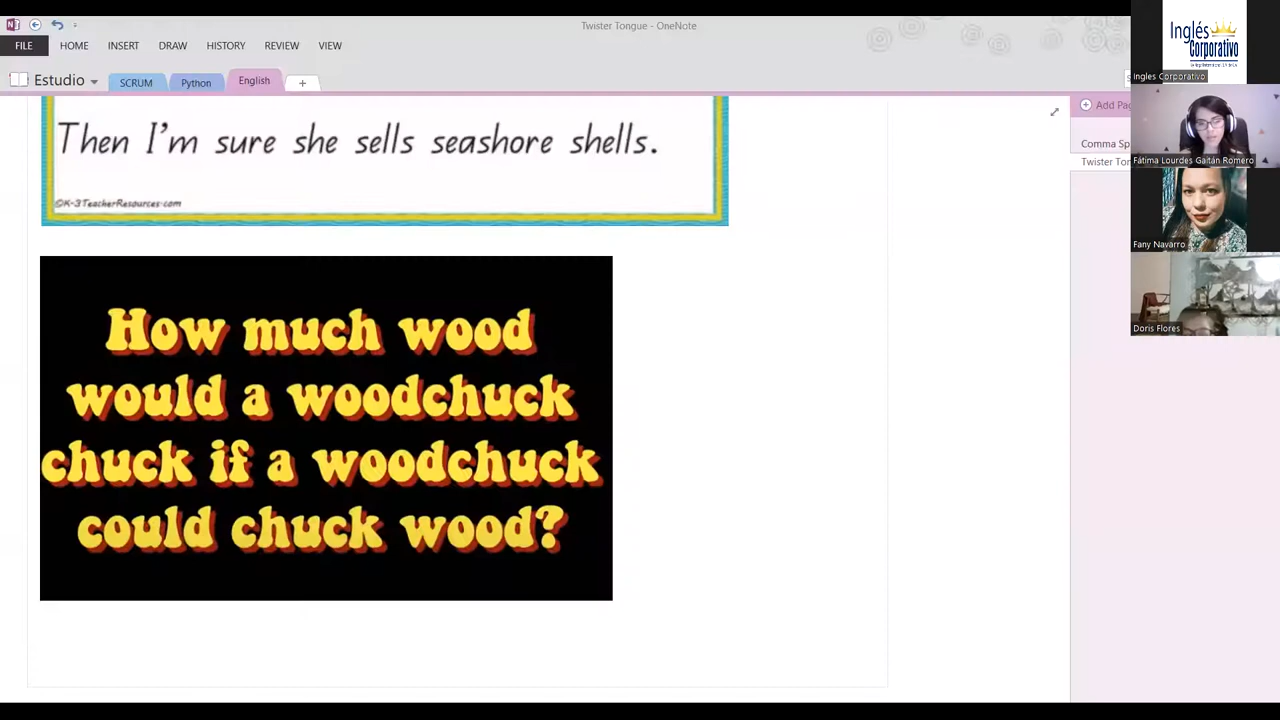 Twister Tongue - OneNote
FILE HOME INSERT DRAW HISTORY REVIEW VIEW
Estudio SCRUM Python English +
Then I'm sure she sells seashore shells.
©K-3TeacherResources.com
How much wood
would a woodchuck
chuck if a woodchuck
could chuck wood?
Add Pa
Comma Sp
Twister Ton
Inglés
Corporativo
Ingles Corporativo
Fátima Lourdes Gaitán Romero
Fany Navarro
Doris Flores